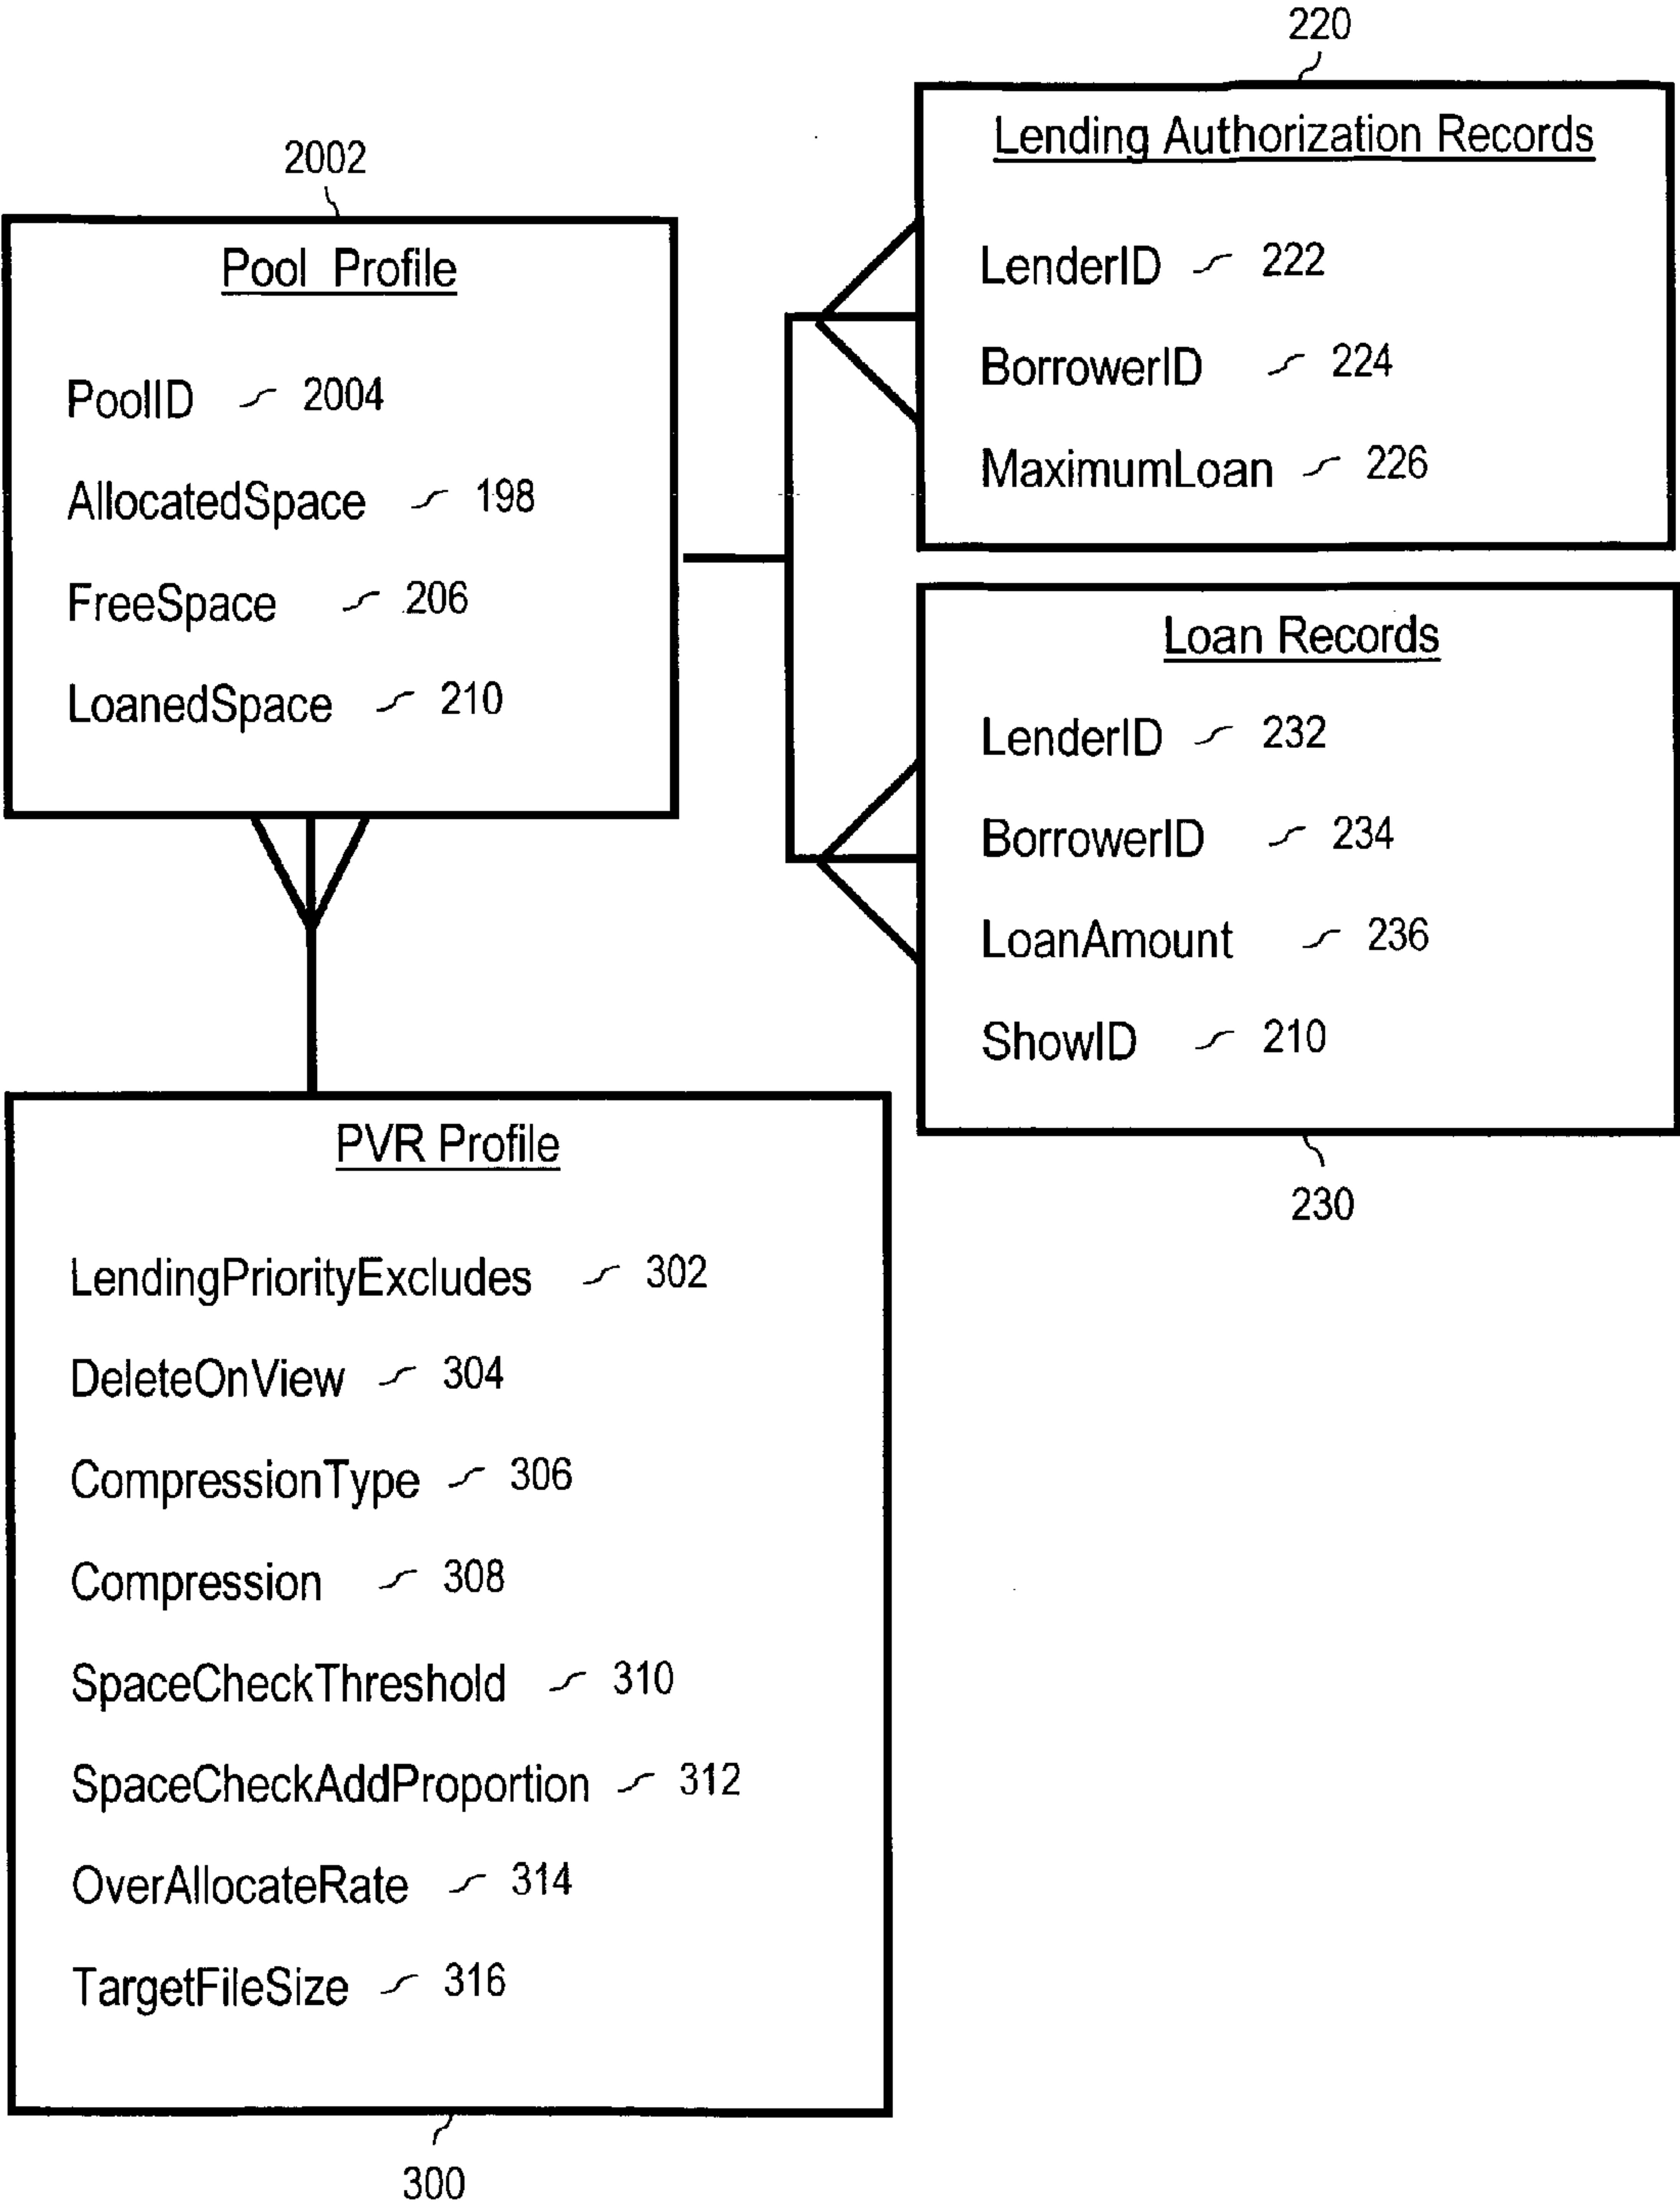 2002
Pool Profile
PoolID 2004
AllocatedSpace 198
FreeSpace 206
LoanedSpace 210
220
Lending Authorization Records
LenderID 222
BorrowerID 224
MaximumLoan 226
Loan Records
LenderID 232
BorrowerID 234
LoanAmount 236
ShowID 210
230
PVR Profile
LendingPriorityExcludes 302
DeleteOnView 304
CompressionType 306
Compression 308
SpaceCheckThreshold 310
SpaceCheckAddProportion 312
OverAllocateRate 314
TargetFileSize 316
300